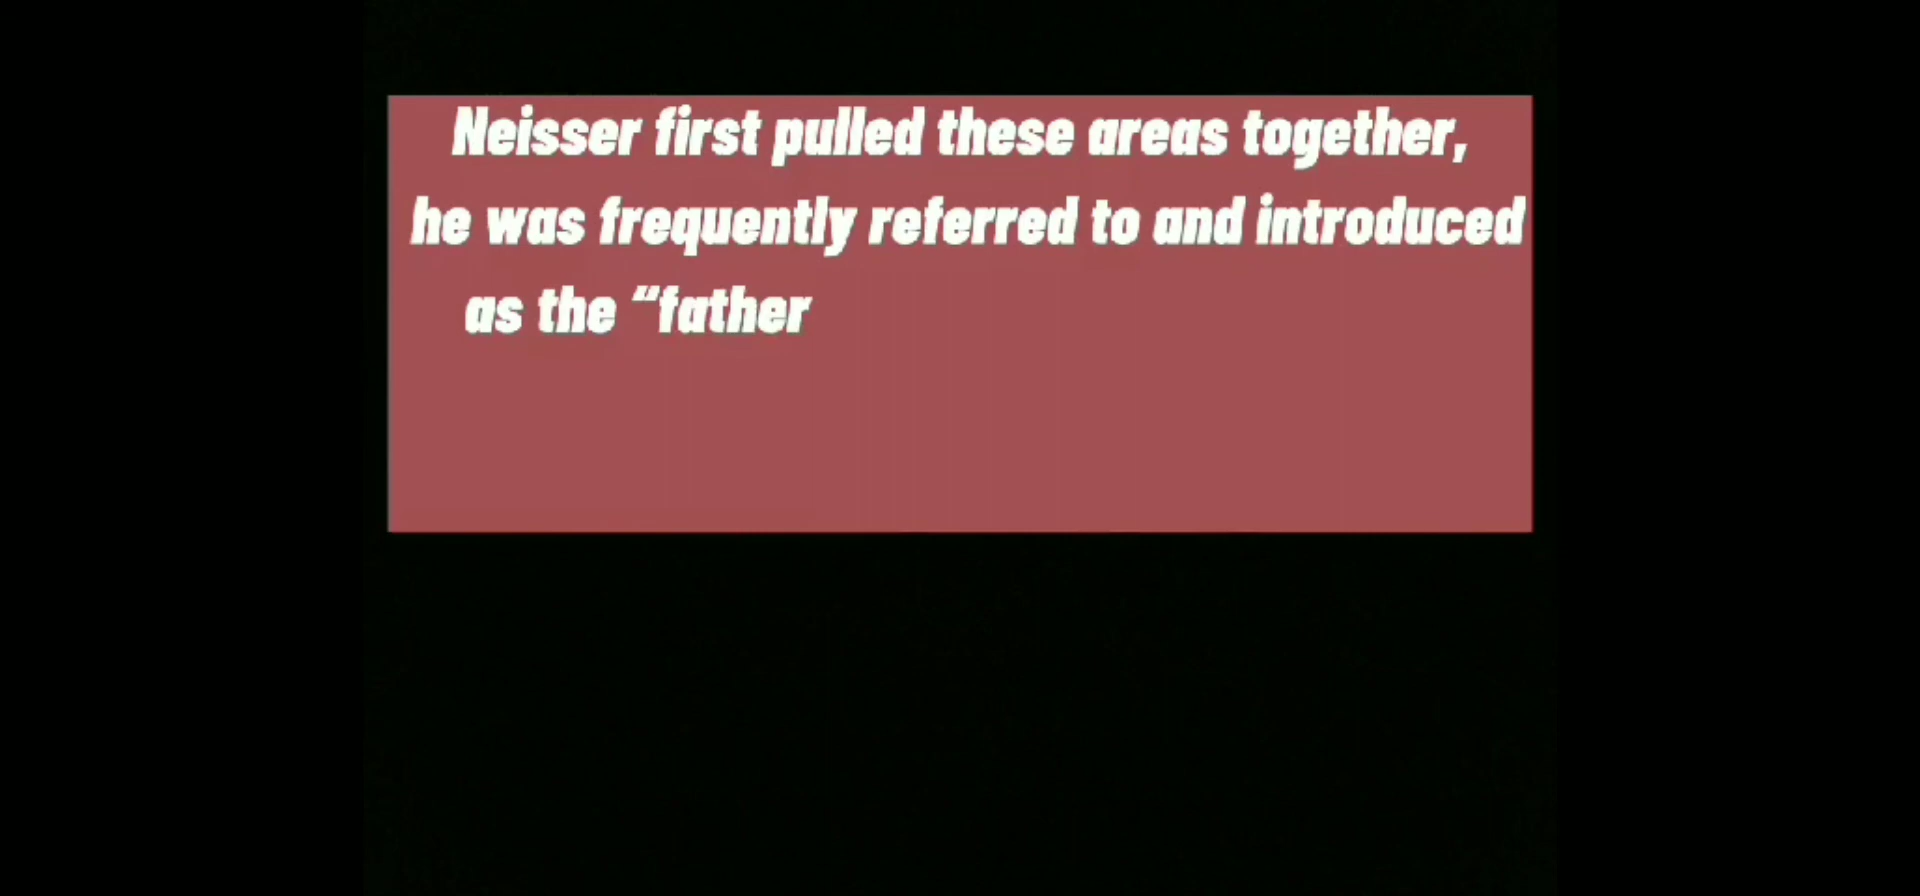 Neisser first pulled these areas together,
he was frequently referred to and introduced
as the “father